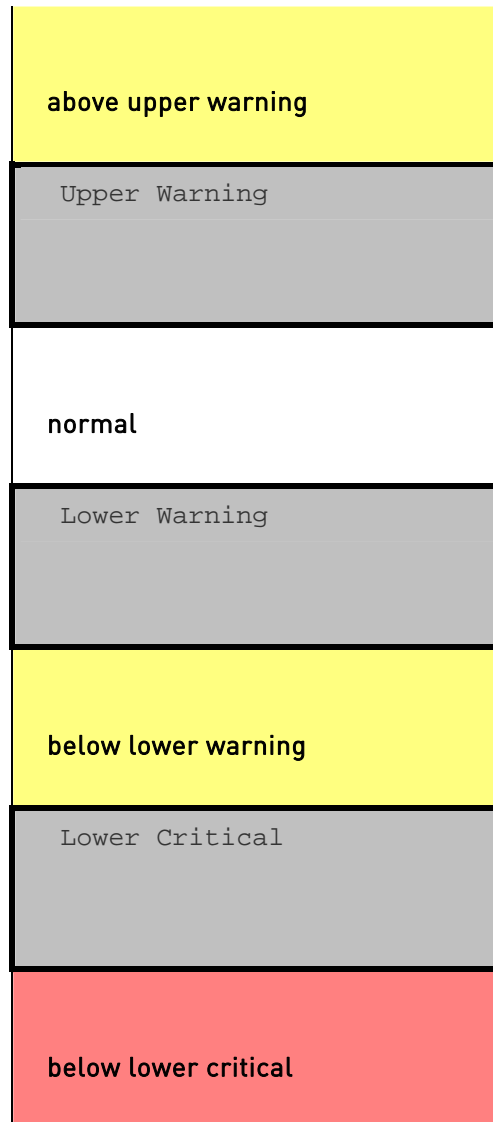 above upper warning
Upper Warning
normal
Lower Warning
below lower warning
Lower Critical
below lower critical